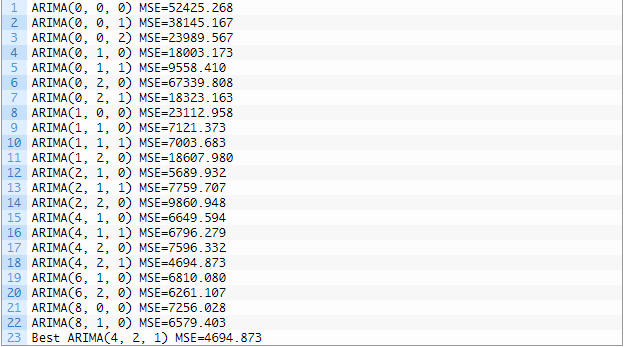 1 ARIMA(0, 0, 0) MSE=52425.268
2 ARIMA(0, 0, 1) MSE=38145.167
3 ARIMA(0, 0, 2) MSE=23989.567
4 ARIMA(0, 1, 0) MSE=18003.173
5 ARIMA(0, 1, 1) MSE=9558.410
6 ARIMA(0, 2, 0) MSE=67339.808
7 ARIMA(0, 2, 1) MSE=18323.163
8 ARIMA(1, 0, 0) MSE=23112.958
9 ARIMA(1, 1, 0) MSE=7121.373
10 ARIMA(1, 1, 1) MSE=7003.683
11 ARIMA(1, 2, 0) MSE=18607.980
12 ARIMA(2, 1, 0) MSE=5689.932
13 ARIMA(2, 1, 1) MSE=7759.707
14 ARIMA(2, 2, 0) MSE=9860.948
15 ARIMA(4, 1, 0) MSE=6649.594
16 ARIMA(4, 1, 1) MSE=6796.279
17 ARIMA(4, 2, 0) MSE=7596.332
18 ARIMA(4, 2, 1) MSE=4694.873
19 ARIMA(6, 1, 0) MSE=6810.080
20 ARIMA(6, 2, 0) MSE=6261.107
21 ARIMA(8, 0, 0) MSE=7256.028
22 ARIMA(8, 1, 0) MSE=6579.403
23 Best ARIMA(4, 2, 1) MSE=4694.873